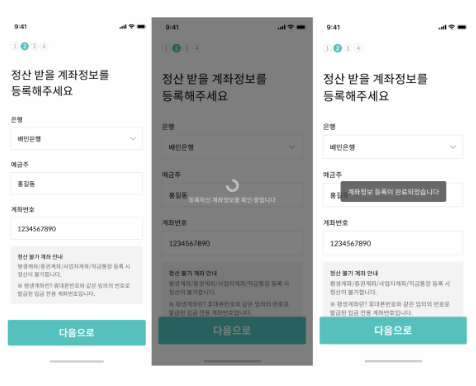 9:41
1 2 3 4
정산 받을 계좌정보를
등록해주세요
은행
배민은행
예금주
홍길동
계좌번호
1234567890
정산 불가 계좌 안내
평생계좌/증권계좌/사업자계좌/적금통장 등록 시
정산이 불가합니다.
※ 평생계좌란? 휴대폰번호와 같은 임의의 번호로
발급된 입금 전용 계좌번호입니다.
다음으로
9:41
1 2 3 4
정산 받을 계좌정보를
등록해주세요
은행
배민은행
예금주
홍길동
등록하신 계좌정보를 확인 중입니다
계좌번호
1234567890
정산 불가 계좌 안내
평생계좌/증권계좌/사업자계좌/적금통장 등록 시
정산이 불가합니다.
※ 평생계좌란? 휴대폰번호와 같은 임의의 번호로
발급된 입금 전용 계좌번호입니다.
다음으로
9:41
1 2 3 4
정산 받을 계좌정보를
등록해주세요
은행
배민은행
예금주
계좌정보 등록이 완료되었습니다
계좌번호
1234567890
정산 불가 계좌 안내
평생계좌/증권계좌/사업자계좌/적금통장 등록 시
정산이 불가합니다.
※ 평생계좌란? 휴대폰번호와 같은 임의의 번호로
발급된 입금 전용 계좌번호입니다.
다음으로